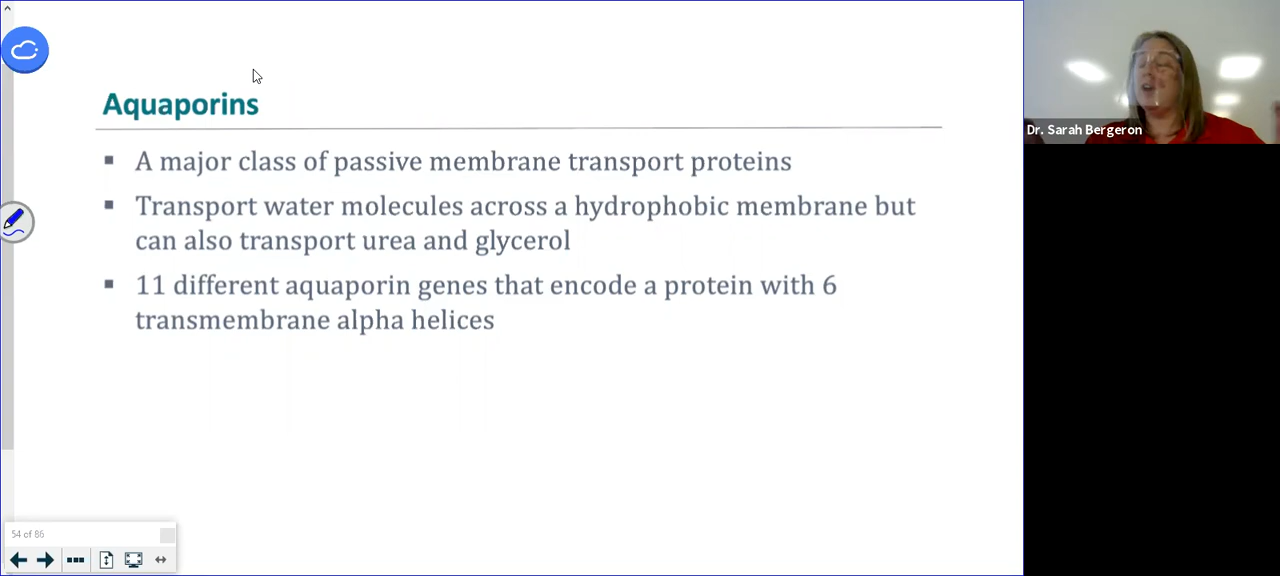 Aquaporins
▪ A major class of passive membrane transport proteins
▪ Transport water molecules across a hydrophobic membrane but
can also transport urea and glycerol
▪ 11 different aquaporin genes that encode a protein with 6
transmembrane alpha helices
Dr. Sarah Bergeron
54 of 86